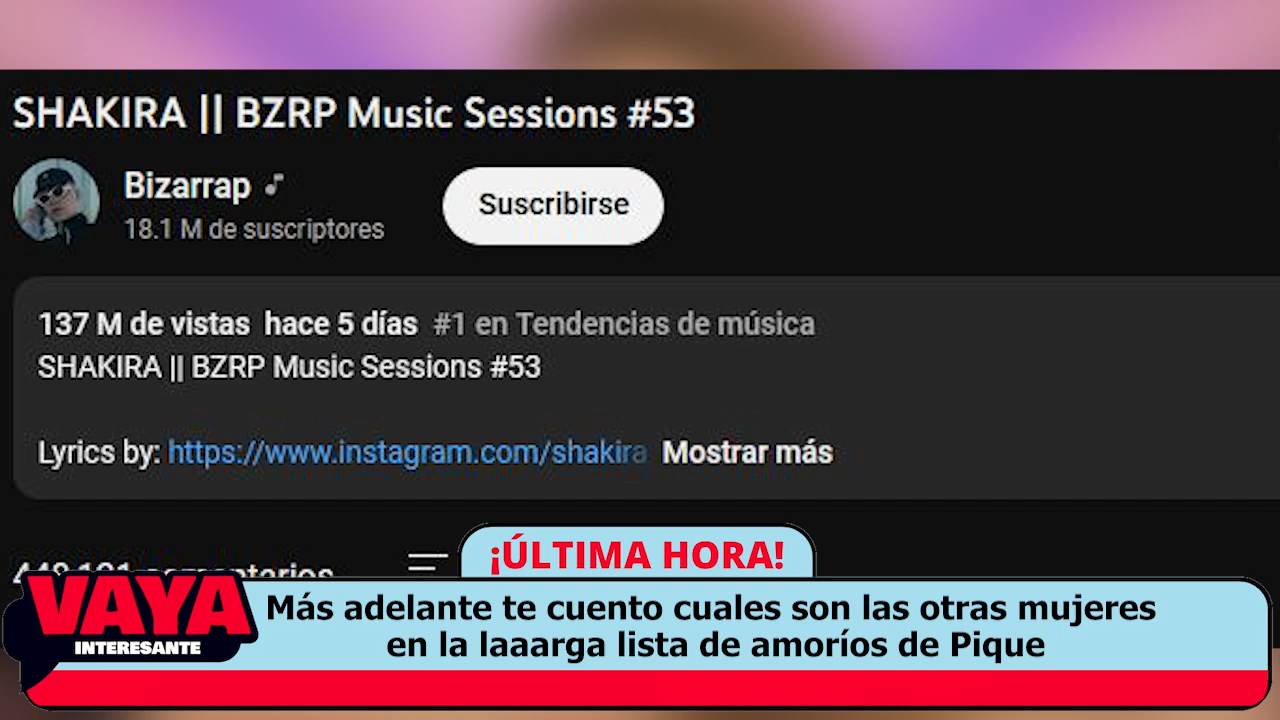 SHAKIRA || BZRP Music Sessions #53
Bizarrap
18.1 M de suscriptores
Suscribirse
137 M de vistas hace 5 días #1 en Tendencias de música
SHAKIRA || BZRP Music Sessions #53
Lyrics by: https://www.instagram.com/shakira Mostrar más
comentarios
¡ÚLTIMA HORA!
VAYA
INTERESANTE
Más adelante te cuento cuales son las otras mujeres
en la laaarga lista de amoríos de Pique